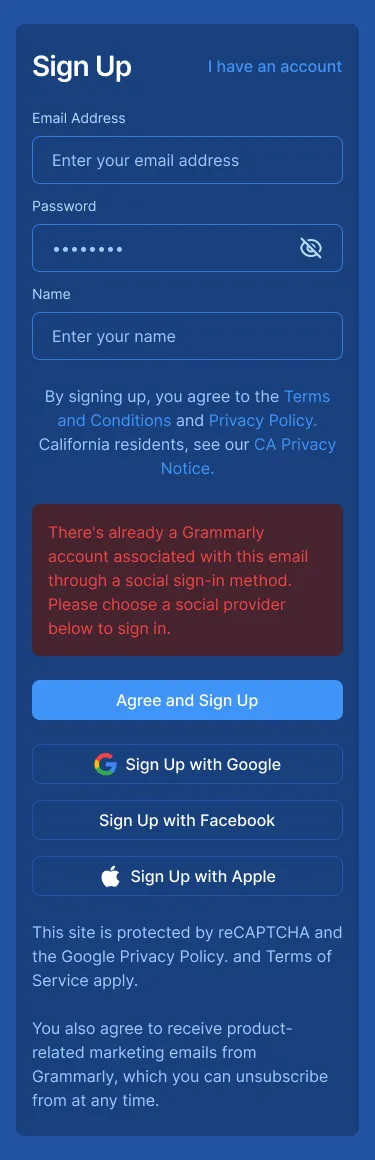 Sign Up
I have an account
Email Address
Enter your email address
Password
••••••••
Name
Enter your name
By signing up, you agree to the Terms
and Conditions and Privacy Policy.
California residents, see our CA Privacy
Notice.
There's already a Grammarly
account associated with this email
through a social sign-in method.
Please choose a social provider
below to sign in.
Agree and Sign Up
Sign Up with Google
Sign Up with Facebook
Sign Up with Apple
This site is protected by reCAPTCHA and
the Google Privacy Policy. and Terms of
Service apply.
You also agree to receive product-
related marketing emails from
Grammarly, which you can unsubscribe
from at any time.